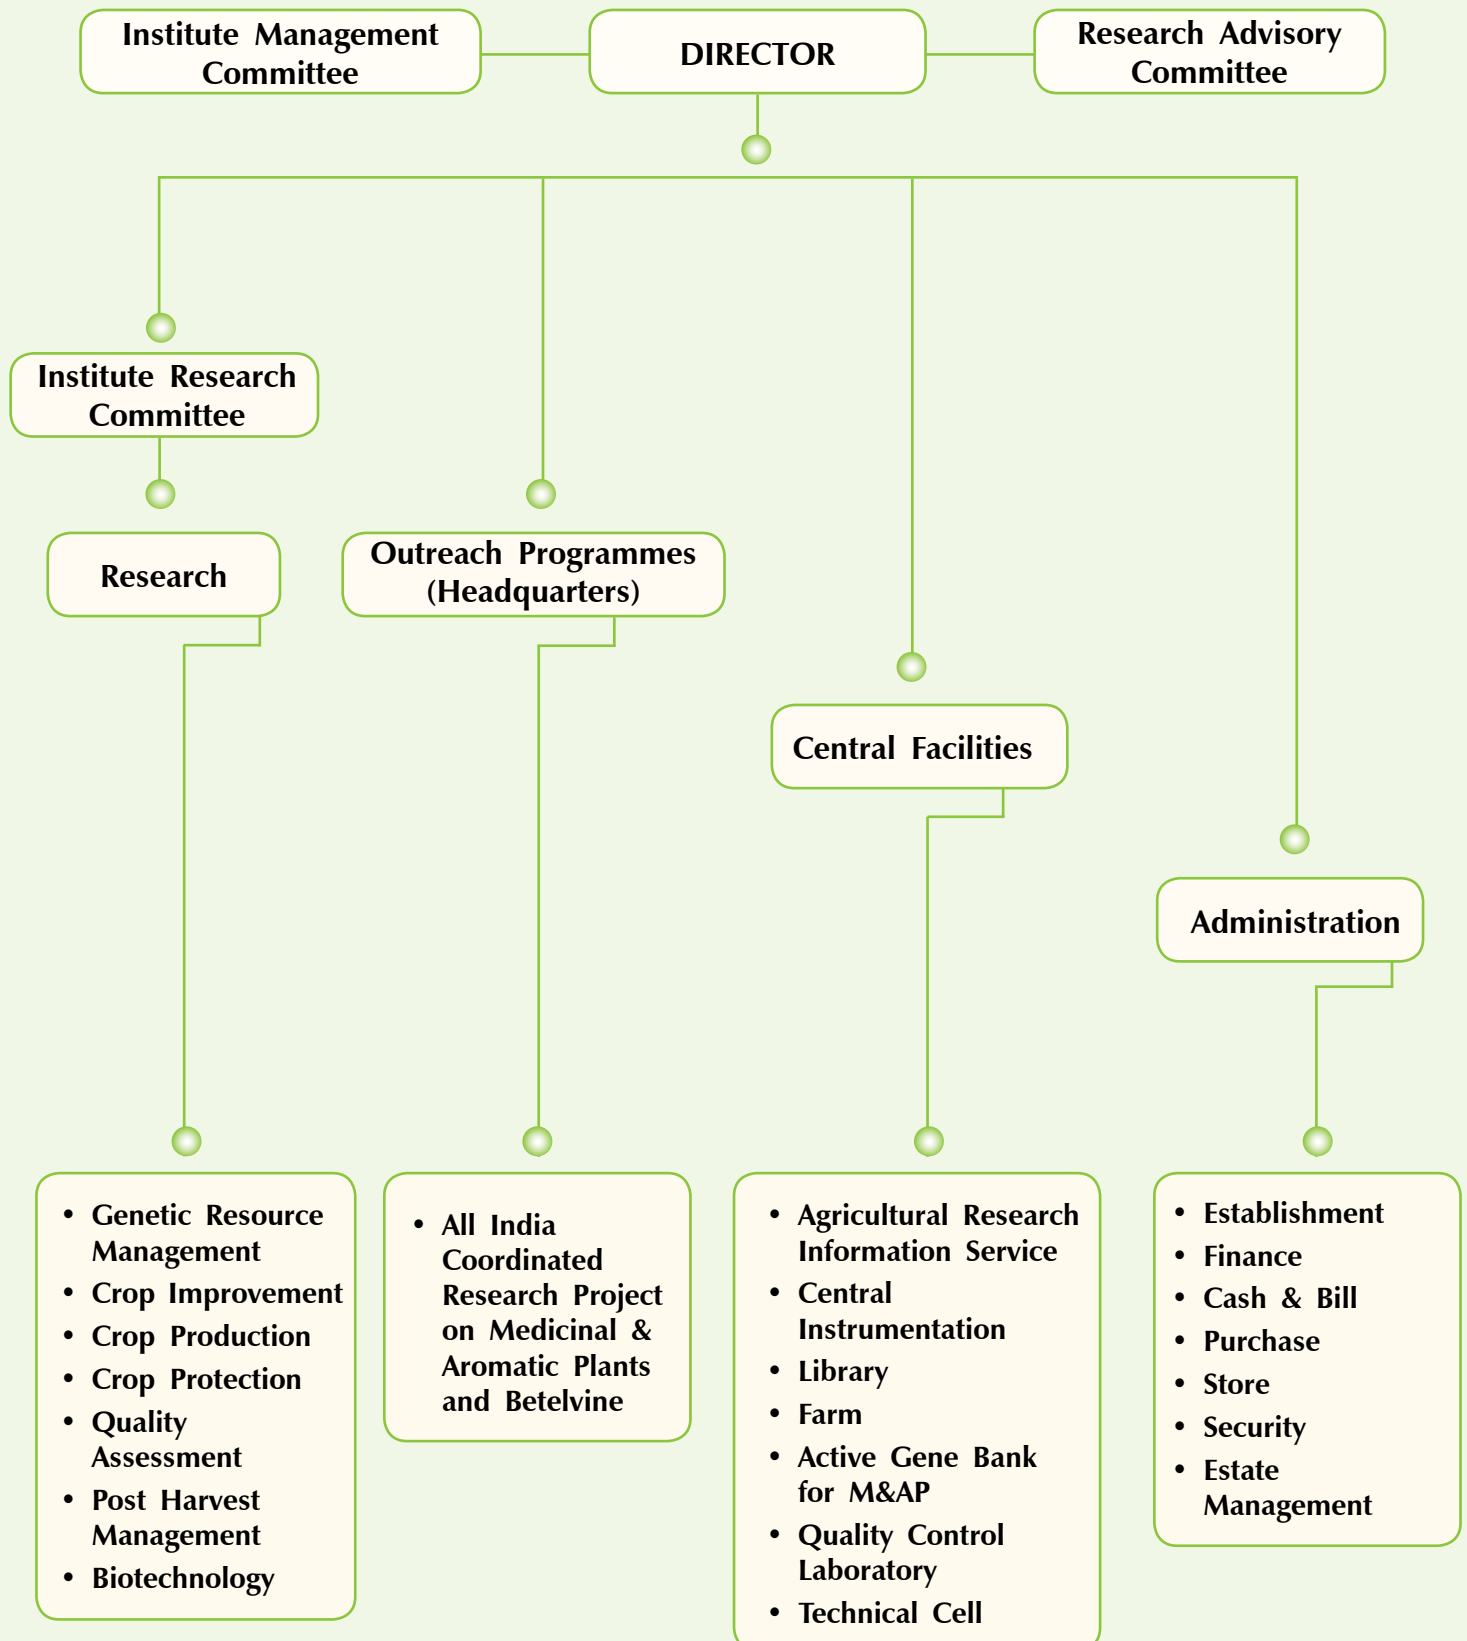 Institute Management
Committee
DIRECTOR
Research Advisory
Committee
Institute Research
Committee
Research
Outreach Programmes
(Headquarters)
Central Facilities
Administration
• Genetic Resource
Management
• Crop Improvement
• Crop Production
• Crop Protection
• Quality
Assessment
• Post Harvest
Management
• Biotechnology
• All India
Coordinated
Research Project
on Medicinal &
Aromatic Plants
and Betelvine
• Agricultural Research
Information Service
• Central
Instrumentation
• Library
• Farm
• Active Gene Bank
for M&AP
• Quality Control
Laboratory
• Technical Cell
• Establishment
• Finance
• Cash & Bill
• Purchase
• Store
• Security
• Estate
Management